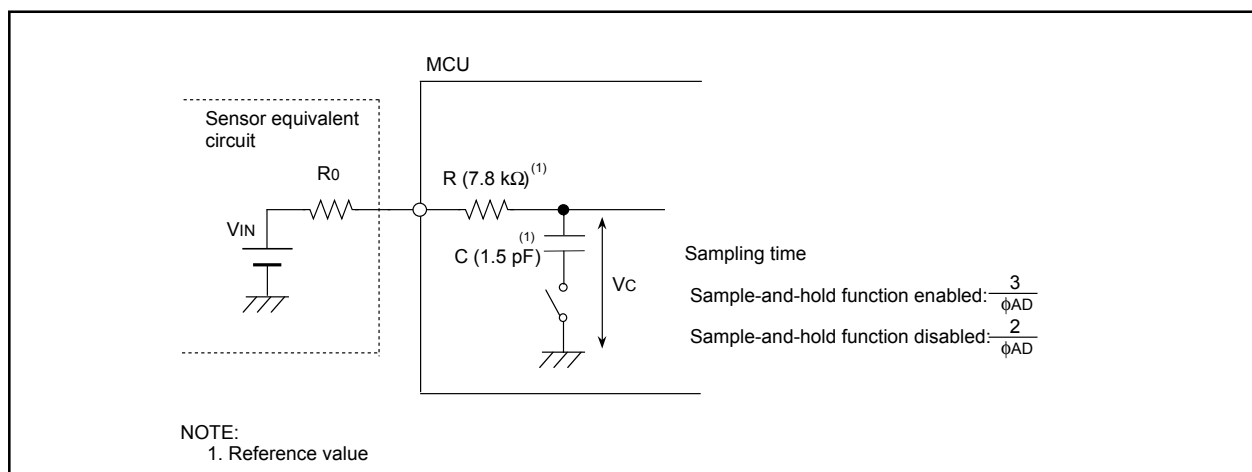 MCU
Sensor equivalent
circuit
R0
R (7.8 kΩ)(1)
VIN
(1)
C (1.5 pF)
VC
Sampling time
Sample-and-hold function enabled: 3
ϕAD
Sample-and-hold function disabled: 2
ϕAD
NOTE:
1. Reference value